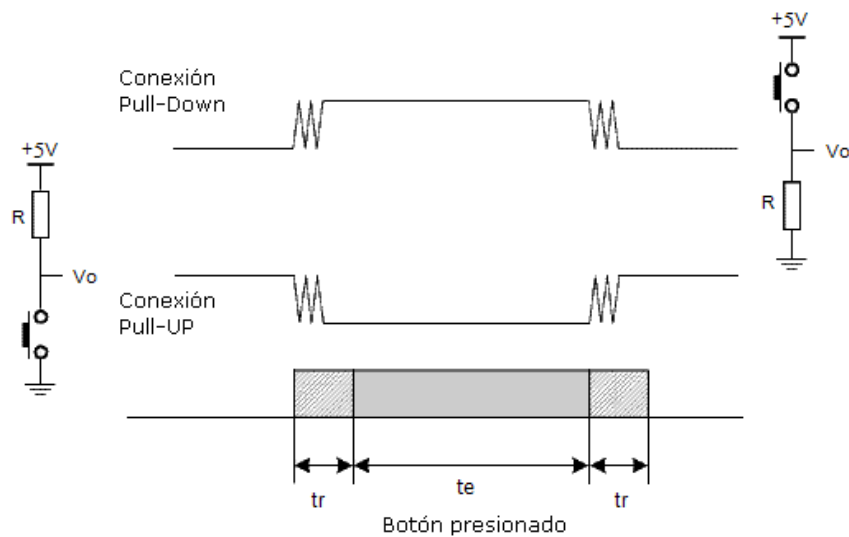 +5V
Conexión
Pull-Down
+5V
Vo
R
R
Vo
Conexión
Pull-UP
tr
te
tr
Botón presionado